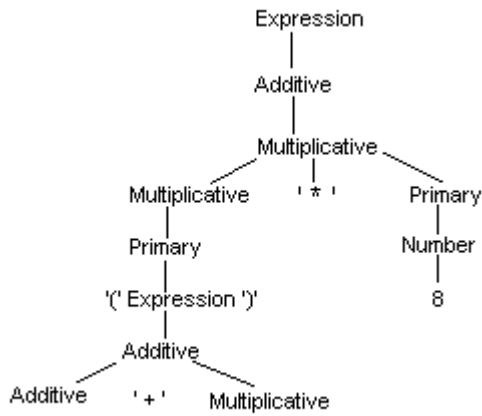 Expression
Additive
Multiplicative
Multiplicative ' * ' Primary
Primary Number
'(' Expression ')' 8
Additive
Additive ' + ' Multiplicative